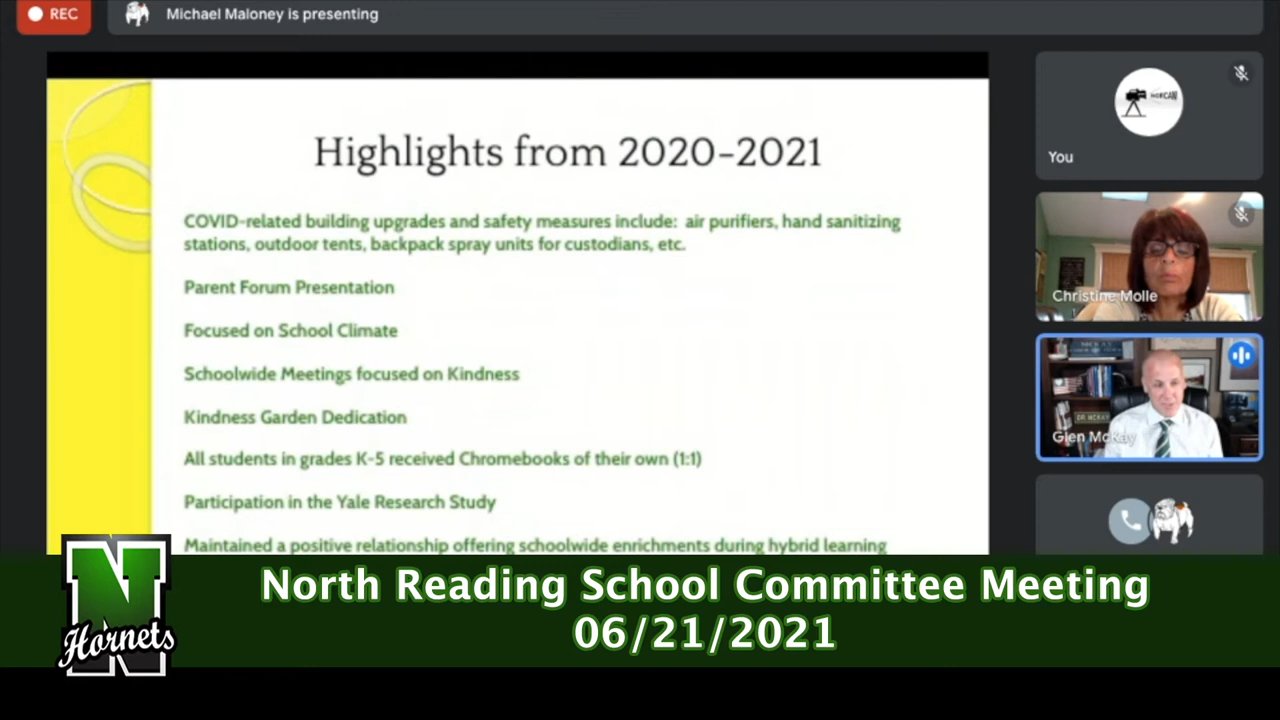 REC
Michael Maloney is presenting
Highlights from 2020-2021
COVID-related building upgrades and safety measures include: air purifiers, hand sanitizing
stations, outdoor tents, backpack spray units for custodians, etc.
Parent Forum Presentation
Focused on School Climate
Schoolwide Meetings focused on Kindness
Kindness Garden Dedication
All students in grades K-5 received Chromebooks of their own (1:1)
Participation in the Yale Research Study
Maintained a positive relationship offering schoolwide enrichments during hybrid learning
NORCAM
You
Christine Molle
MCKAY
DR. MCKAY
Glen McKay
N
Hornets
North Reading School Committee Meeting
06/21/2021